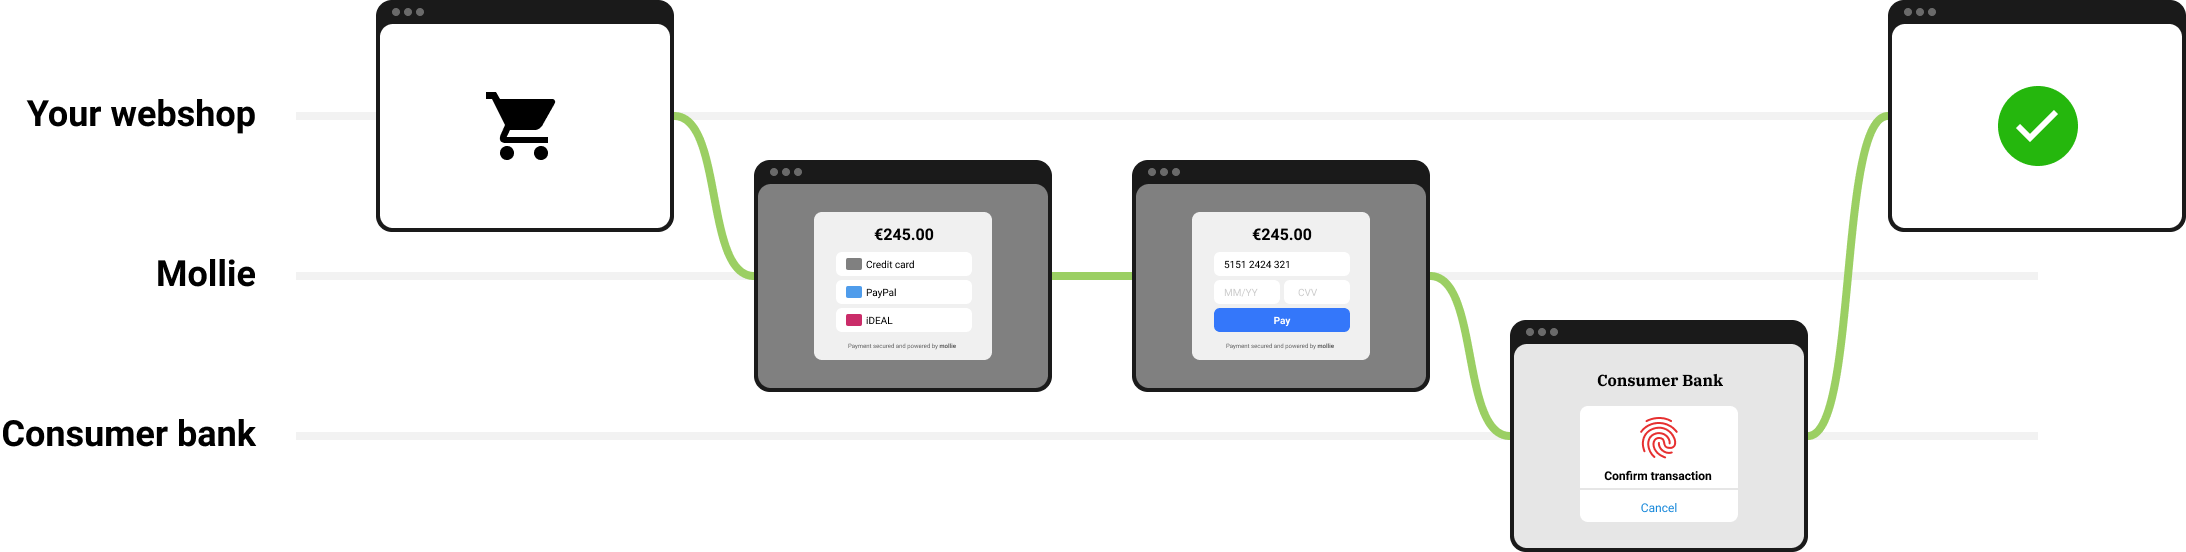 Your webshop
Mollie
€245.00
Credit card
PayPal
iDEAL
Payment secured and powered by mollie
€245.00
5151 2424 321
MM/YY CVV
Pay
Payment secured and powered by mollie
Consumer bank
Consumer Bank
Confirm transaction
Cancel